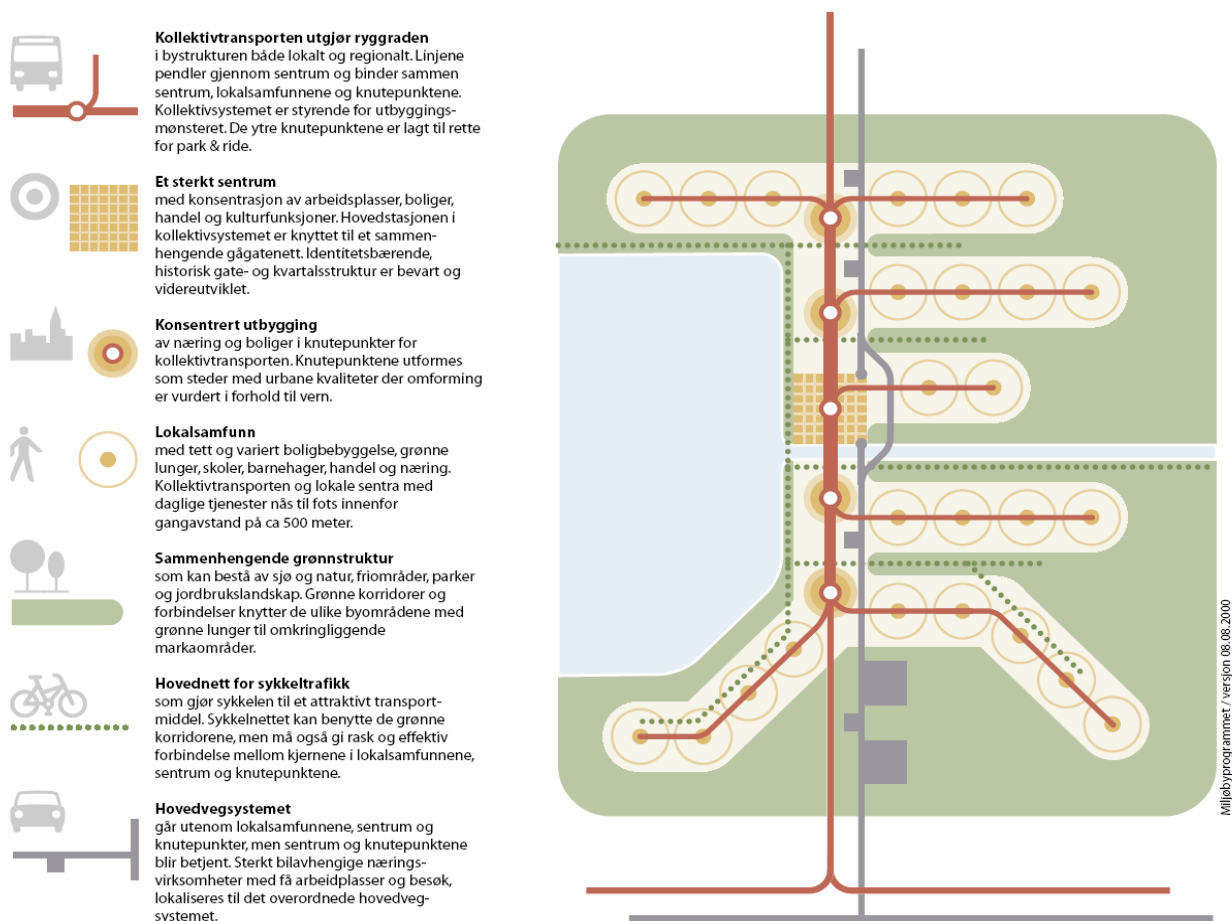 Kollektivtransporten utgjør ryggraden
i bystrukturen både lokalt og regionalt. Linjene
pendler gjennom sentrum og binder sammen
sentrum, lokalsamfunnene og knutepunktene.
Kollektivsystemet er styrende for utbyggings-
mønsteret. De ytre knutepunktene er lagt til rette
for park & ride.
Et sterkt sentrum
med konsentrasjon av arbeidsplasser, boliger,
handel og kulturfunksjoner. Hovedstasjonen i
kollektivsystemet er knyttet til et sammen-
hengende gågatenett. Identitetsbærende,
historisk gate- og kvartalsstruktur er bevart og
videreutviklet.
Konsentrert utbygging
av næring og boliger i knutepunkter for
kollektivtransporten. Knutepunktene utformes
som steder med urbane kvaliteter der omforming
er vurdert i forhold til vern.
Lokalsamfunn
med tett og variert boligbebyggelse, grønne
lunger, skoler, barnehager, handel og næring.
Kollektivtransporten og lokale sentra med
daglige tjenester nås til fots innenfor
gangavstand på ca 500 meter.
Sammenhengende grønnstruktur
som kan bestå av sjø og natur, friområder, parker
og jordbrukslandskap. Grønne korridorer og
forbindelser knytter de ulike byområdene med
grønne lunger til omkringliggende
markaområder.
Hovednett for sykkeltrafikk
som gjør sykkelen til et attraktivt transport-
middel. Sykkelnettet kan benytte de grønne
korridorene, men må også gi rask og effektiv
forbindelse mellom kjernene i lokalsamfunnene,
sentrum og knutepunktene.
Hovedvegsystemet
går utenom lokalsamfunnene, sentrum og
knutepunkter, men sentrum og knutepunktene
blir betjent. Sterkt bilavhengige nærings-
virksomheter med få arbeidplasser og besøk,
lokaliseres til det overordnede hovedveg-
systemet.
Miljøbyprogrammet / versjon 08.08.2000